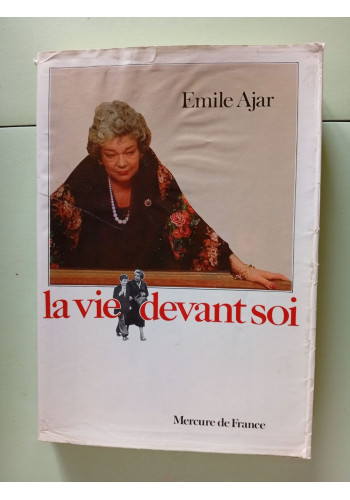 Emile Ajar
la vie devant soi
Mercure de France